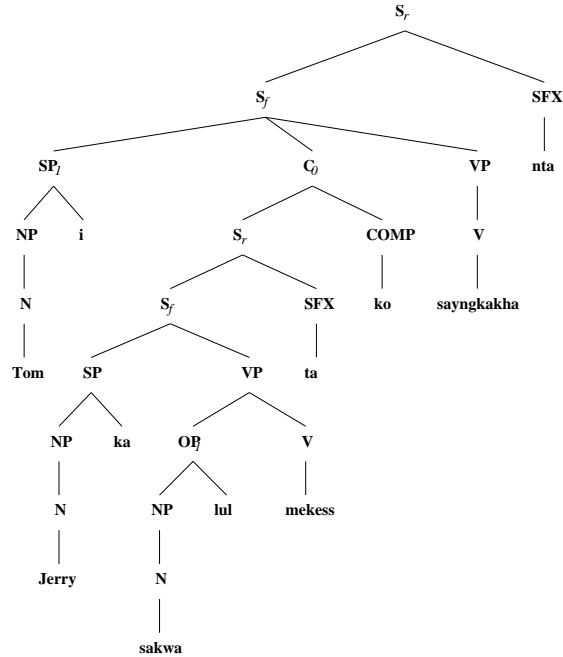 S_r
S_f SFX
SP_1 C_0 VP nta
NP i S_r COMP V
N S_f SFX ko sayngkakha
Tom SP VP ta
NP ka OP_1 V
N NP lul mekess
Jerry N
sakwa